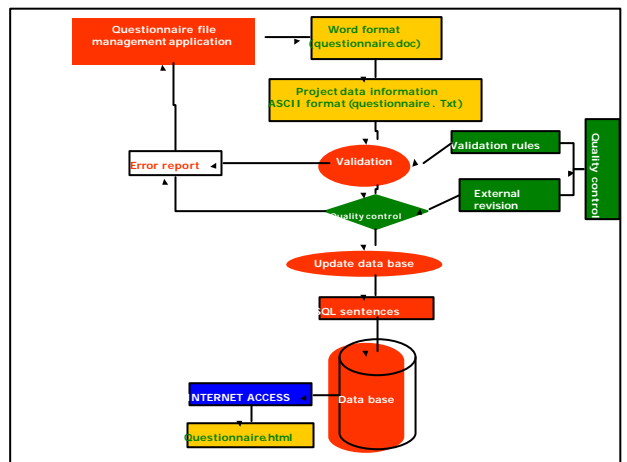 Questionnaire file
management application
Word format
(questionnaire.doc)
Project data information
ASCII format (questionnaire . Txt)
Validation
Validation rules
Quality control
Error report
External
revision
Quality control
Update data base
SQL sentences
Data base
INTERNET ACCESS
Questionnaire.html